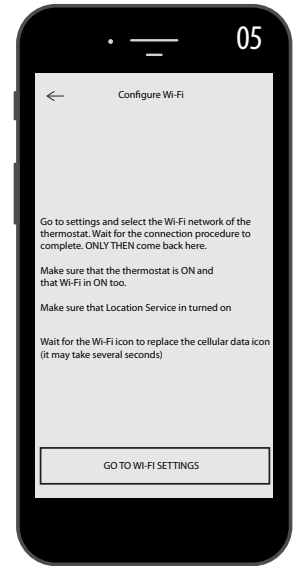 05
Configure Wi-Fi
Go to settings and select the Wi-Fi network of the
thermostat. Wait for the connection procedure to
complete. ONLY THEN come back here.
Make sure that the thermostat is ON and
that Wi-Fi in ON too.
Make sure that Location Service in turned on
Wait for the Wi-Fi icon to replace the cellular data icon
(it may take several seconds)
GO TO WI-FI SETTINGS